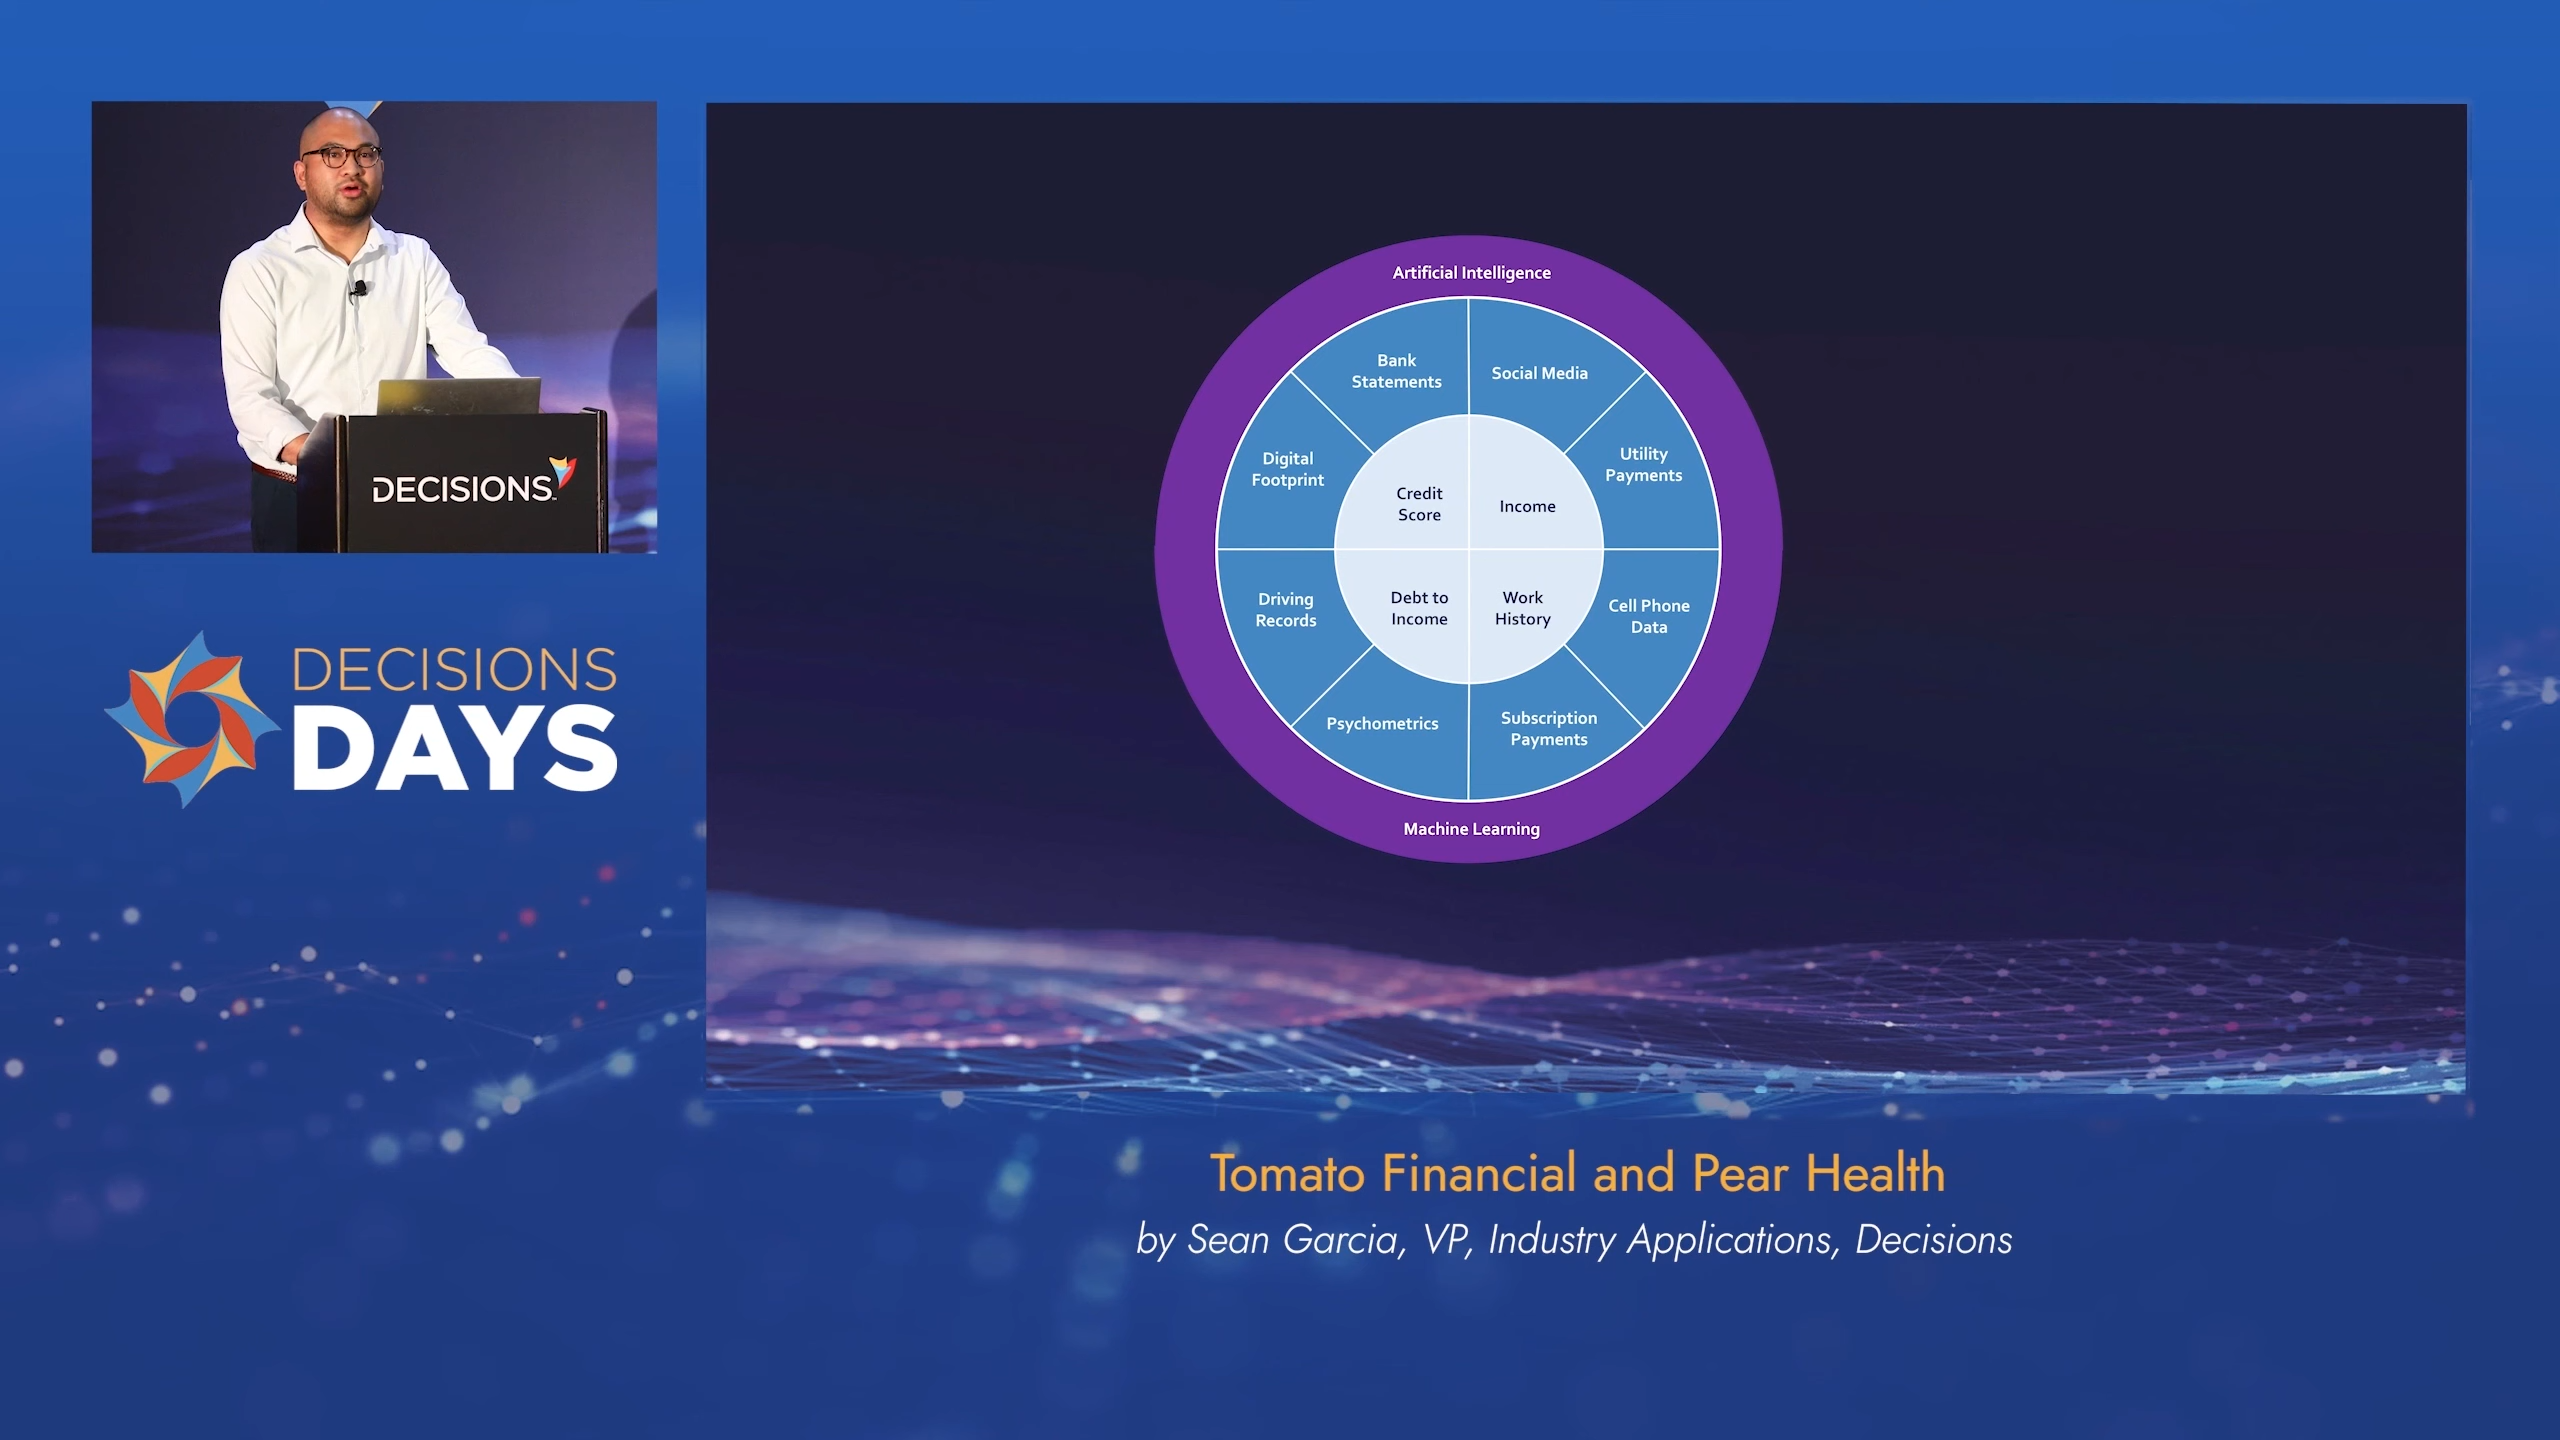 DECISIONS
DECISIONS
DAYS
Artificial Intelligence
Bank
Statements
Social Media
Digital
Footprint
Utility
Payments
Credit
Score
Income
Driving
Records
Debt to
Income
Work
History
Cell Phone
Data
Psychometrics
Subscription
Payments
Machine Learning
Tomato Financial and Pear Health
by Sean Garcia, VP, Industry Applications, Decisions